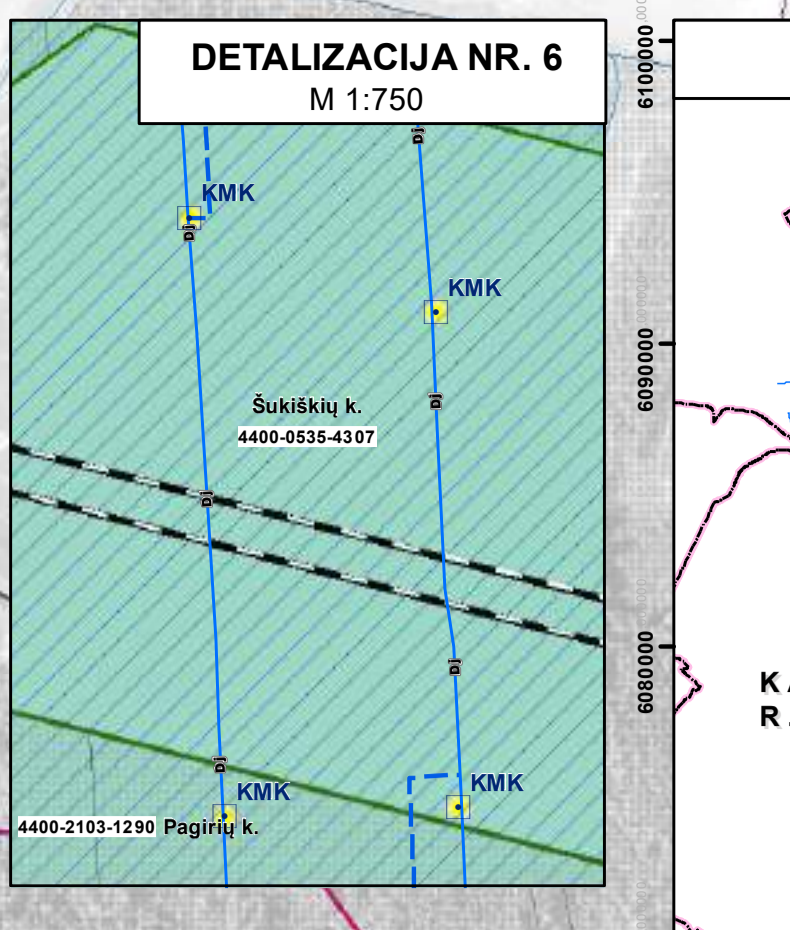 DETALIZACIJA NR. 6
M 1:750
Dj
KMK
Dj
KMK
Dj
Šukiškių k.
4400-0535-4307
Dj
Dj
Dj
KMK
KMK
4400-2103-1290 Pagirių k.
6100000
6090000
6080000
K
R